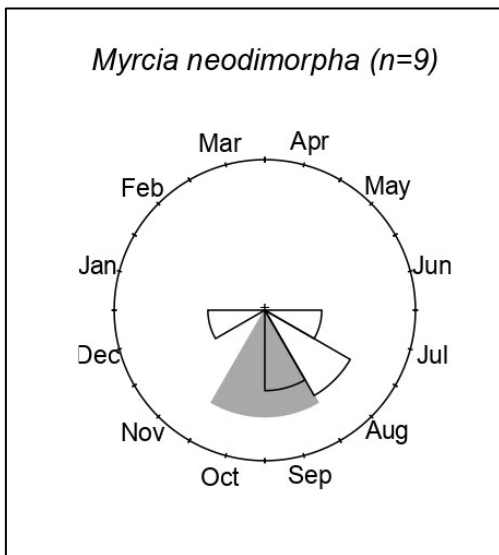 Myrcia neodimorpha (n=9)
Mar Apr
Feb May
Jan Jun
Dec Jul
Nov Aug
Oct Sep